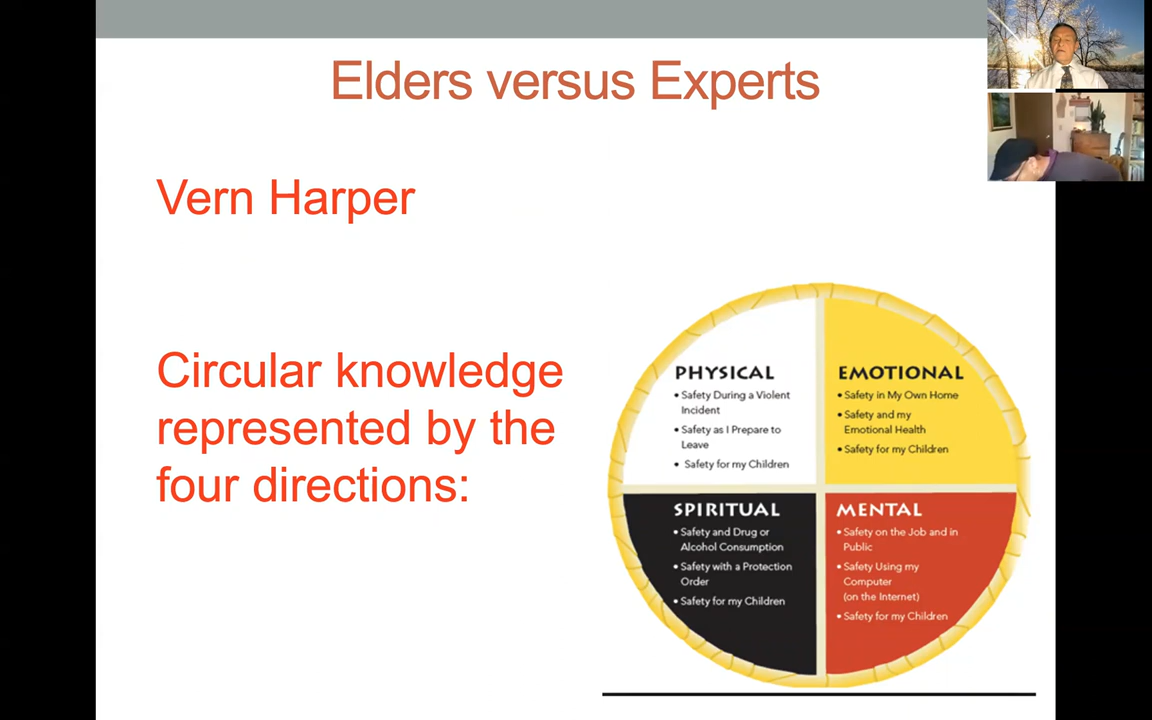 Elders versus Experts
Vern Harper
Circular knowledge
represented by the
four directions:
PHYSICAL
• Safety During a Violent
Incident
• Safety as I Prepare to
Leave
• Safety for my Children
EMOTIONAL
• Safety in My Own Home
• Safety and my
Emotional Health
• Safety for my Children
SPIRITUAL
• Safety and Drug or
Alcohol Consumption
• Safety with a Protection
Order
• Safety for my Children
MENTAL
• Safety on the Job and in
Public
• Safety Using my
Computer
(on the Internet)
• Safety for my Children